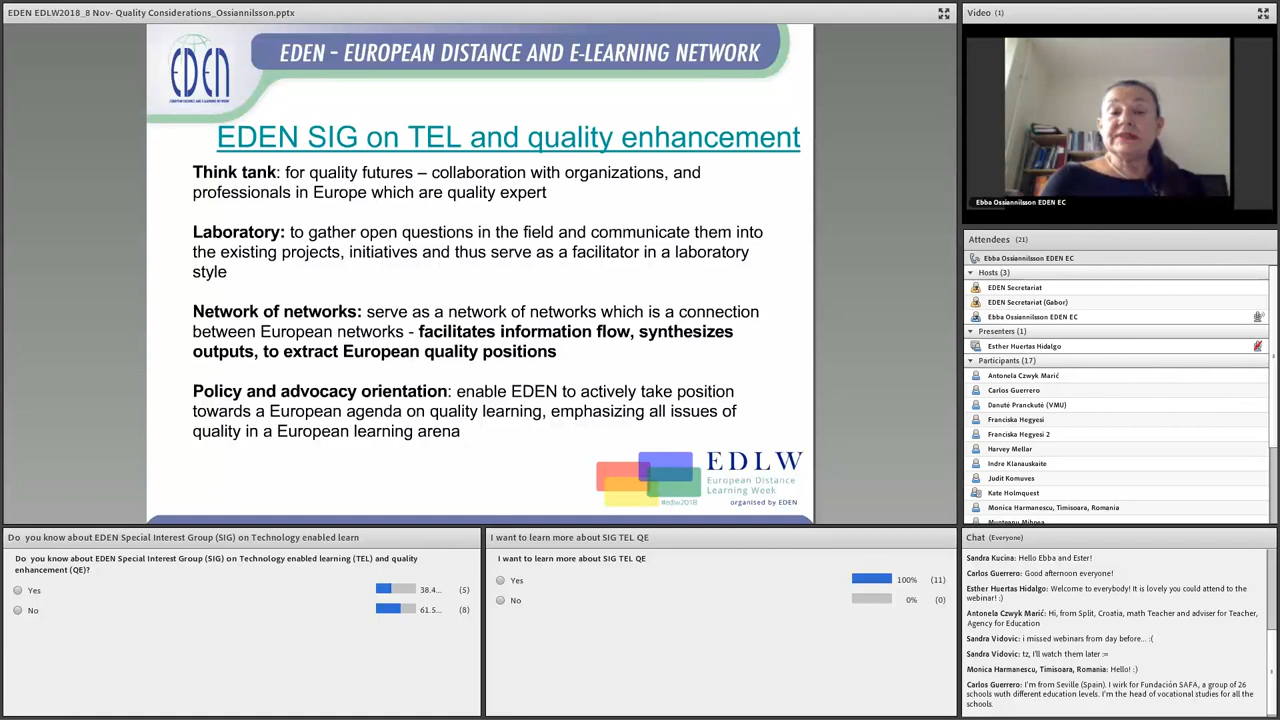 EDEN EDLW2018_8 Nov- Quality Considerations_Ossiannilsson.pptx
EDEN
EUROPEAN DISTANCE AND E-LEARNING NETWORK
EDEN - EUROPEAN DISTANCE AND E-LEARNING NETWORK
EDEN SIG on TEL and quality enhancement
Think tank: for quality futures – collaboration with organizations, and
professionals in Europe which are quality expert
Laboratory: to gather open questions in the field and communicate them into
the existing projects, initiatives and thus serve as a facilitator in a laboratory
style
Network of networks: serve as a network of networks which is a connection
between European networks - facilitates information flow, synthesizes
outputs, to extract European quality positions
Policy and advocacy orientation: enable EDEN to actively take position
towards a European agenda on quality learning, emphasizing all issues of
quality in a European learning arena
EDLW
European Distance
Learning Week
#edlw2018
organised by EDEN
Video (1)
Ebba Ossiannilsson EDEN EC
Attendees (21)
Ebba Ossiannilsson EDEN EC
Hosts (3)
EDEN Secretariat
EDEN Secretariat (Gabor)
Ebba Ossiannilsson EDEN EC
Presenters (1)
Esther Huertas Hidalgo
Participants (17)
Antonela Czwyk Marić
Carlos Guerrero
Danutė Pranckutė (VMU)
Franciska Hegyesi
Franciska Hegyesi 2
Harvey Mellar
Indre Klanauskaite
Judit Komuves
Kate Holmquest
Monica Harmanescu, Timisoara, Romania
Munteanu Mihnea
Do you know about EDEN Special Interest Group (SIG) on Technology enabled learn
Do you know about EDEN Special Interest Group (SIG) on Technology enabled learning (TEL) and quality
enhancement (QE)?
Yes 38.4... (5)
No 61.5... (8)
I want to learn more about SIG TEL QE
I want to learn more about SIG TEL QE
Yes 100% (11)
No 0% (0)
Chat (Everyone)
Sandra Kucina: Hello Ebba and Ester!
Carlos Guerrero: Good afternoon everyone!
Esther Huertas Hidalgo: Welcome to everybody! It is lovely you could attend to the
webinar! :)
Antonela Czwyk Marić: Hi, from Split, Croatia, math Teacher and adviser for Teacher,
Agency for Education
Sandra Vidovic: i missed webinars from day before... :(
Sandra Vidovic: tz, I'll watch them later :=
Monica Harmanescu, Timisoara, Romania: Hello! :)
Carlos Guerrero: I'm from Seville (Spain). I wirk for Fundación SAFA, a group of 26
schools wuth different education levels. I'm the head of vocational studies for all the
schools.